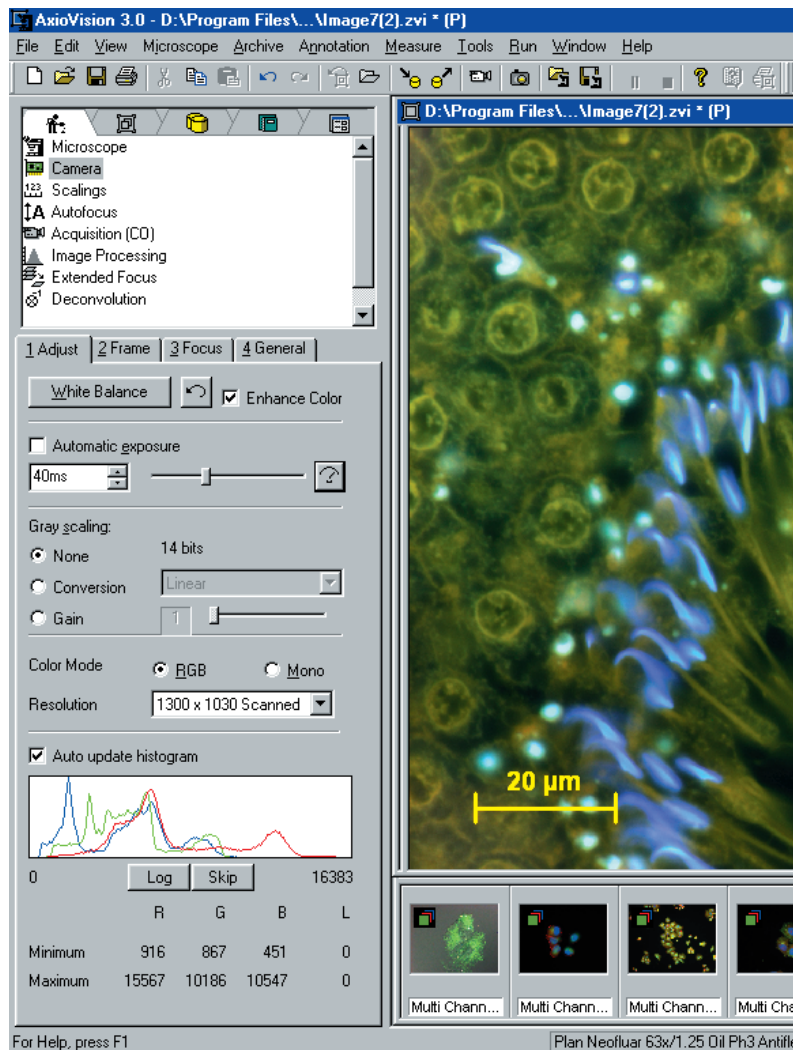 AxioVision 3.0 - D:\Program Files\...\Image7(2).zvi * (P)
File Edit View Microscope Archive Annotation Measure Tools Run Window Help
D:\Program Files\...\Image7(2).zvi * (P)
Microscope
Camera
123 Scalings
Autofocus
Acquisition (CO)
Image Processing
Extended Focus
Deconvolution
1 Adjust 2 Frame 3 Focus 4 General
White Balance Enhance Color
Automatic exposure
40ms
Gray scaling:
None 14 bits
Conversion Linear
Gain 1
Color Mode RGB Mono
Resolution 1300 x 1030 Scanned
Auto update histogram
0 Log Skip 16383
R G B L
Minimum 916 867 451 0
Maximum 15567 10186 10547 0
20 µm
Multi Chann... Multi Chann... Multi Chann... Multi Cha
For Help, press F1
Plan Neofluar 63x/1.25 Oil Ph3 Antifle